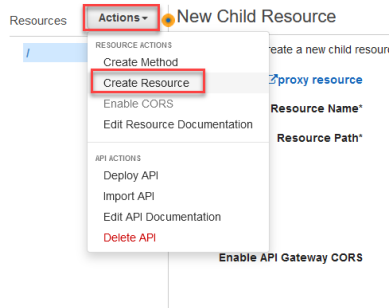 Resources
Actions
New Child Resource
/
RESOURCE ACTIONS
Create Method
Create Resource
Enable CORS
Edit Resource Documentation
API ACTIONS
Deploy API
Import API
Edit API Documentation
Delete API
create a new child
proxy resource
Resource Name*
Resource Path*
Enable API Gateway CORS